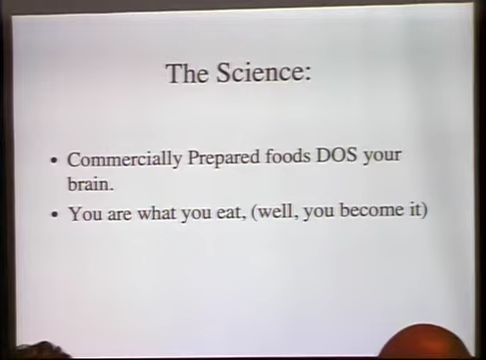 The Science:
• Commercially Prepared foods DOS your
brain.
• You are what you eat, (well, you become it)